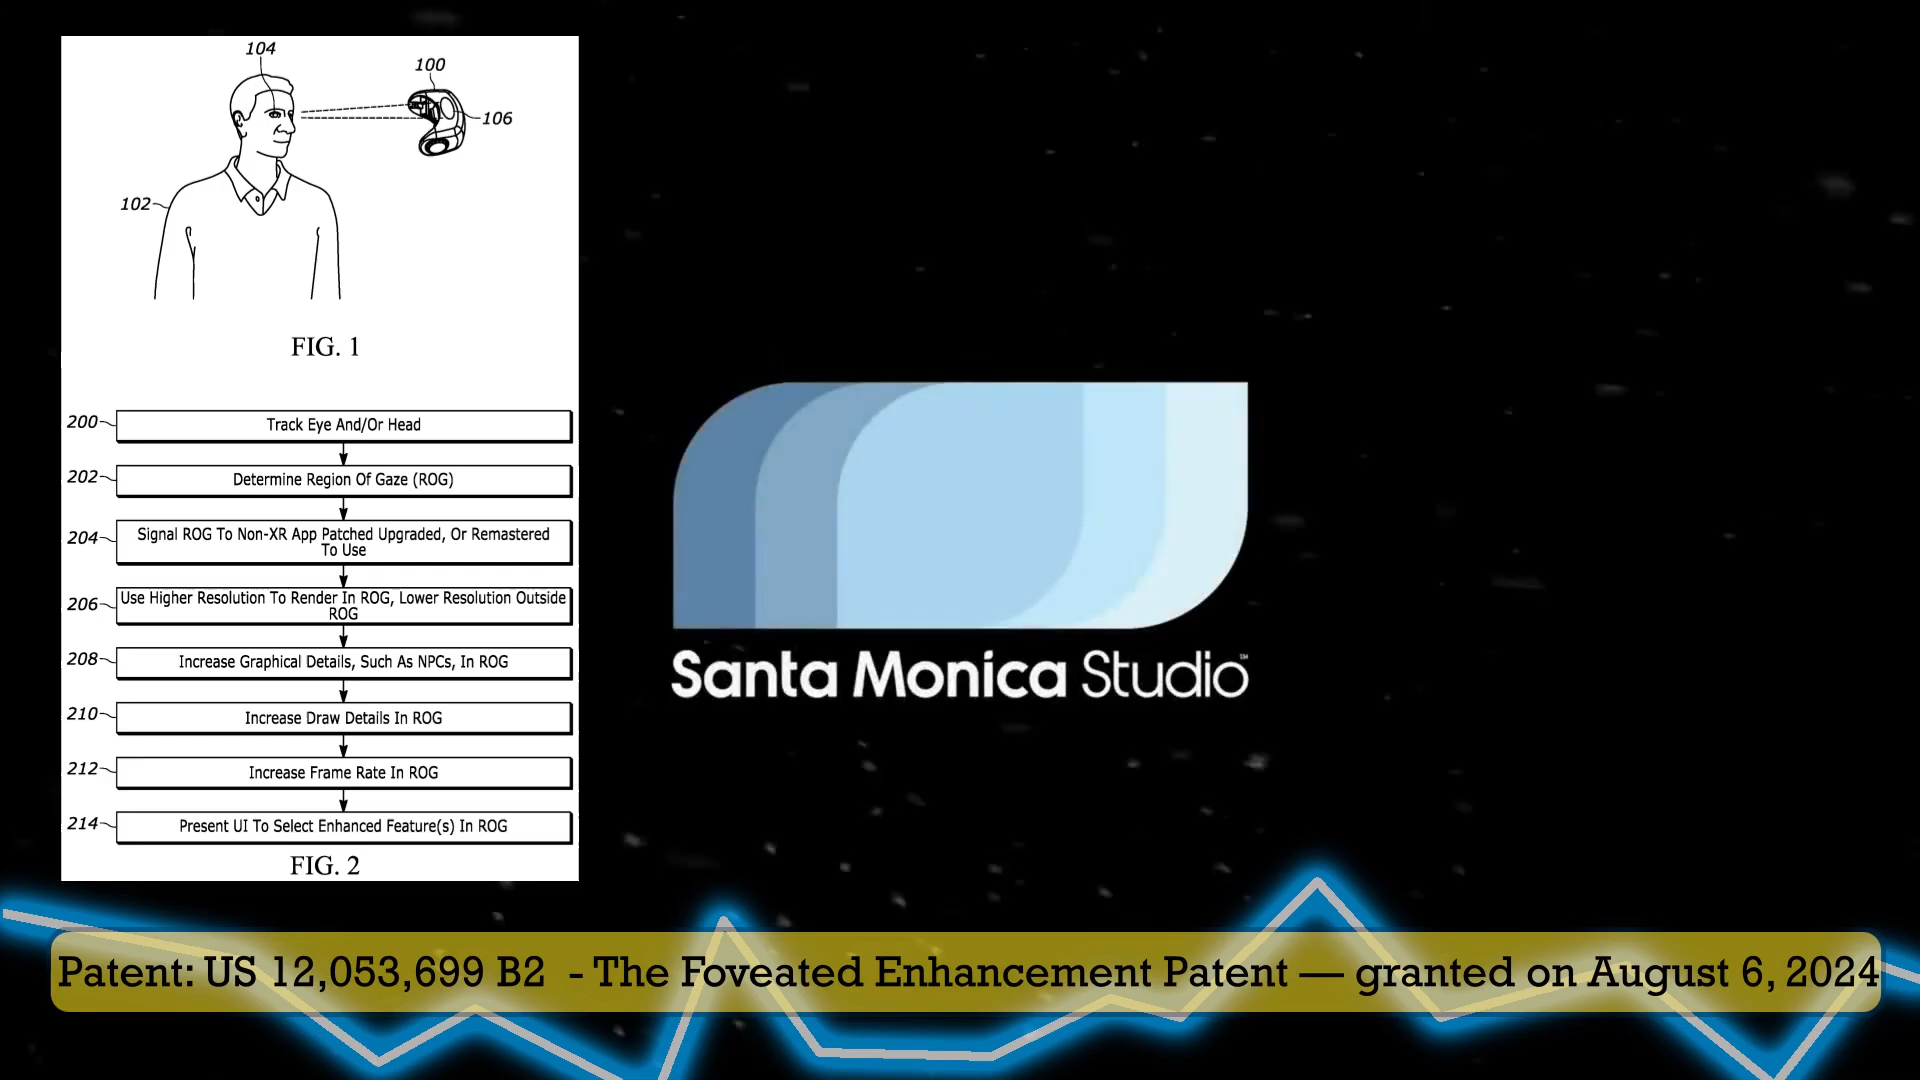 104
100
106
102
FIG. 1
200
Track Eye And/Or Head
202
Determine Region Of Gaze (ROG)
204
Signal ROG To Non-XR App Patched Upgraded, Or Remastered
To Use
206
Use Higher Resolution To Render In ROG, Lower Resolution Outside
ROG
208
Increase Graphical Details, Such As NPCs, In ROG
210
Increase Draw Details In ROG
212
Increase Frame Rate In ROG
214
Present UI To Select Enhanced Feature(s) In ROG
FIG. 2
Santa Monica Studio℠
Patent: US 12,053,699 B2 - The Foveated Enhancement Patent — granted on August 6, 2024